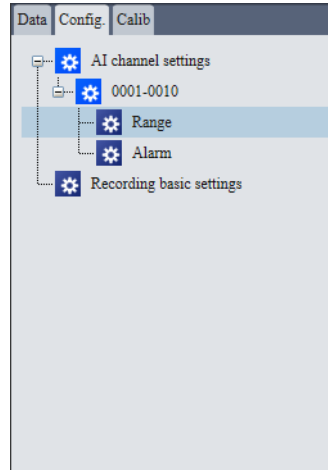 Data Config. Calib
AI channel settings
0001-0010
Range
Alarm
Recording basic settings